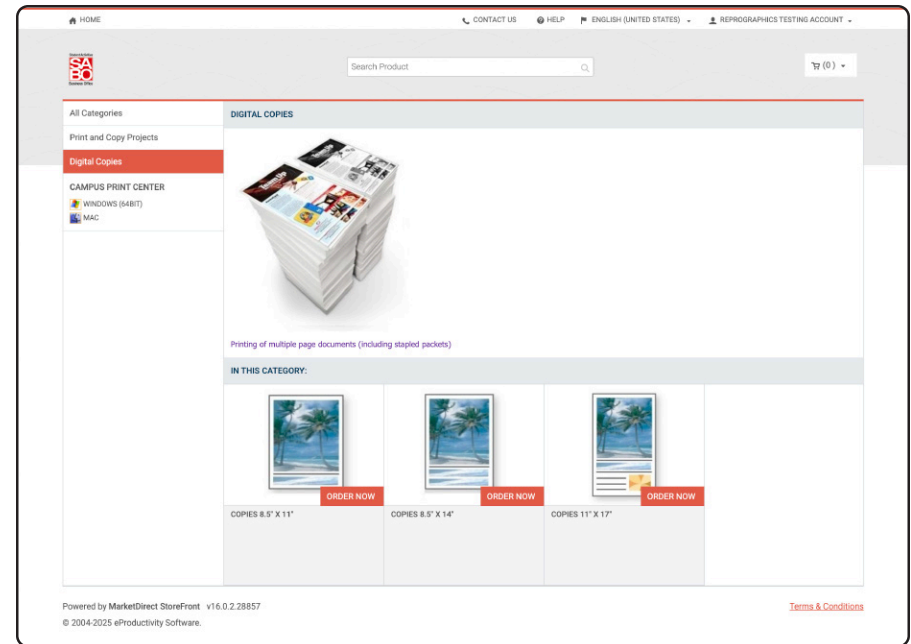 HOME
CONTACT US
HELP
ENGLISH (UNITED STATES)
REPROGRAPHICS TESTING ACCOUNT
SABO
Search Product
(0)
All Categories
Print and Copy Projects
Digital Copies
CAMPUS PRINT CENTER
WINDOWS (64BIT)
MAC
DIGITAL COPIES
Printing of multiple page documents (including stapled packets)
IN THIS CATEGORY:
ORDER NOW
COPIES 8.5" X 11"
ORDER NOW
COPIES 8.5" X 14"
ORDER NOW
COPIES 11" X 17"
Powered by MarketDirect StoreFront v16.0.2.28857
© 2004-2025 eProductivity Software.
Terms & Conditions